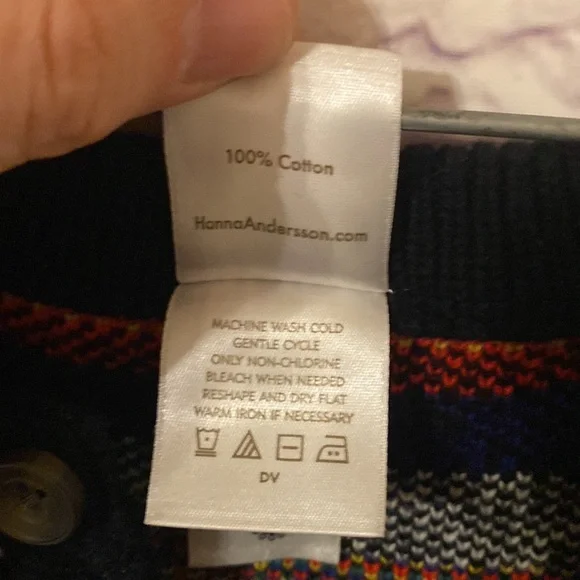 100% Cotton
HannaAndersson.com
MACHINE WASH COLD
GENTLE CYCLE
ONLY NON-CHLORINE
BLEACH WHEN NEEDED
RESHAPE AND DRY FLAT
WARM IRON IF NECESSARY
DV